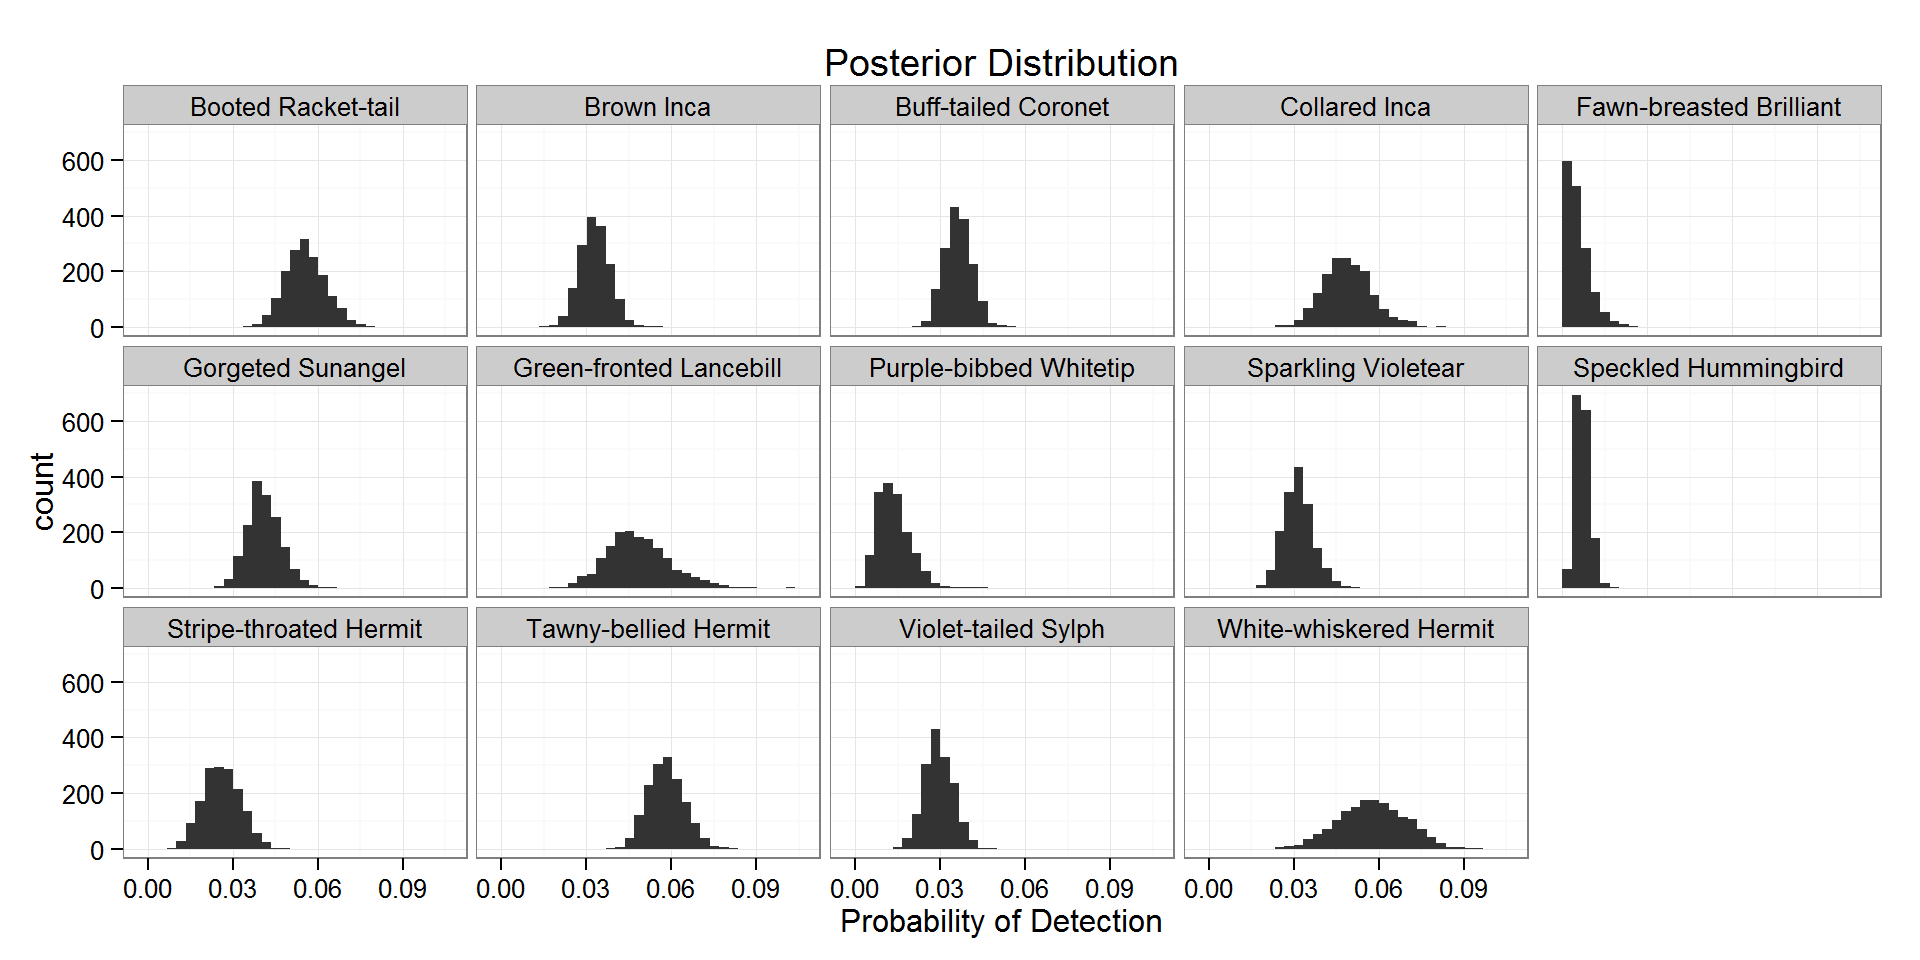 Posterior Distribution
Booted Racket-tail Brown Inca Buff-tailed Coronet Collared Inca Fawn-breasted Brilliant
600
400
200
0
Gorgeted Sunangel Green-fronted Lancebill Purple-bibbed Whitetip Sparkling Violetear Speckled Hummingbird
600
400
200
0
count
Stripe-throated Hermit Tawny-bellied Hermit Violet-tailed Sylph White-whiskered Hermit
600
400
200
0
0.00 0.03 0.06 0.09 0.00 0.03 0.06 0.09 0.00 0.03 0.06 0.09 0.00 0.03 0.06 0.09
Probability of Detection